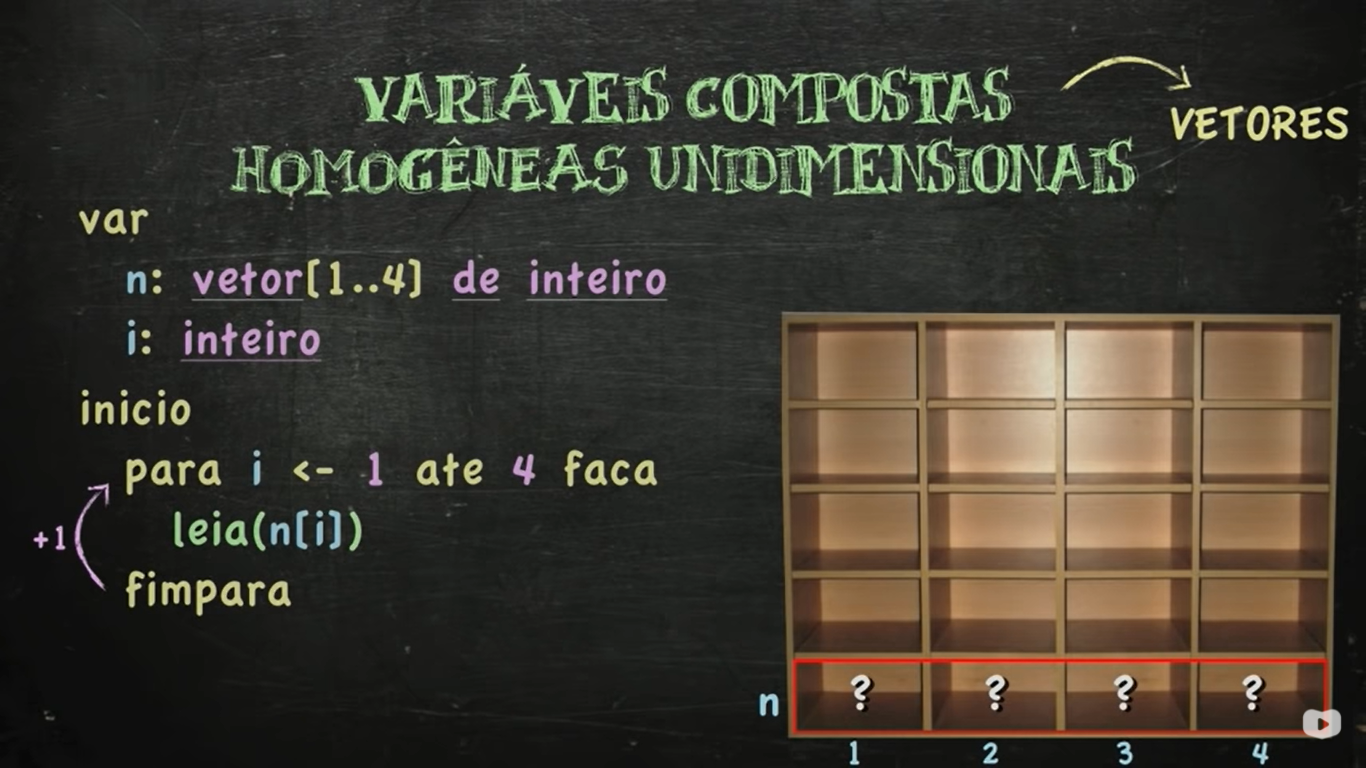 VARIÁVEIS COMPOSTAS
HOMOGÊNEAS UNIDIMENSIONAIS
VETORES
var
n: vetor[1..4] de inteiro
i: inteiro
inicio
para i <- 1 ate 4 faca
leia(n[i])
fimpara
+1
n
? ? ? ?
1 2 3 4